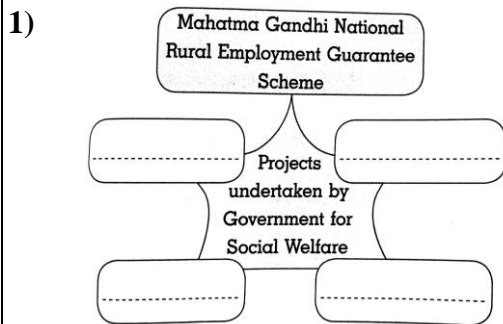 1)
Mahatma Gandhi National
Rural Employment Guarantee
Scheme
Projects
undertaken by
Government for
Social Welfare